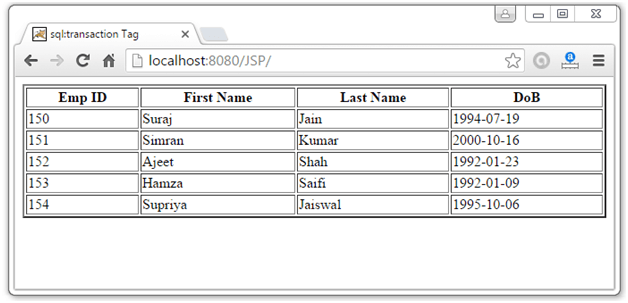 sql:transaction Tag
localhost:8080/JSP/
a
Emp ID First Name Last Name DoB
150 Suraj Jain 1994-07-19
151 Simran Kumar 2000-10-16
152 Ajeet Shah 1992-01-23
153 Hamza Saifi 1992-01-09
154 Supriya Jaiswal 1995-10-06